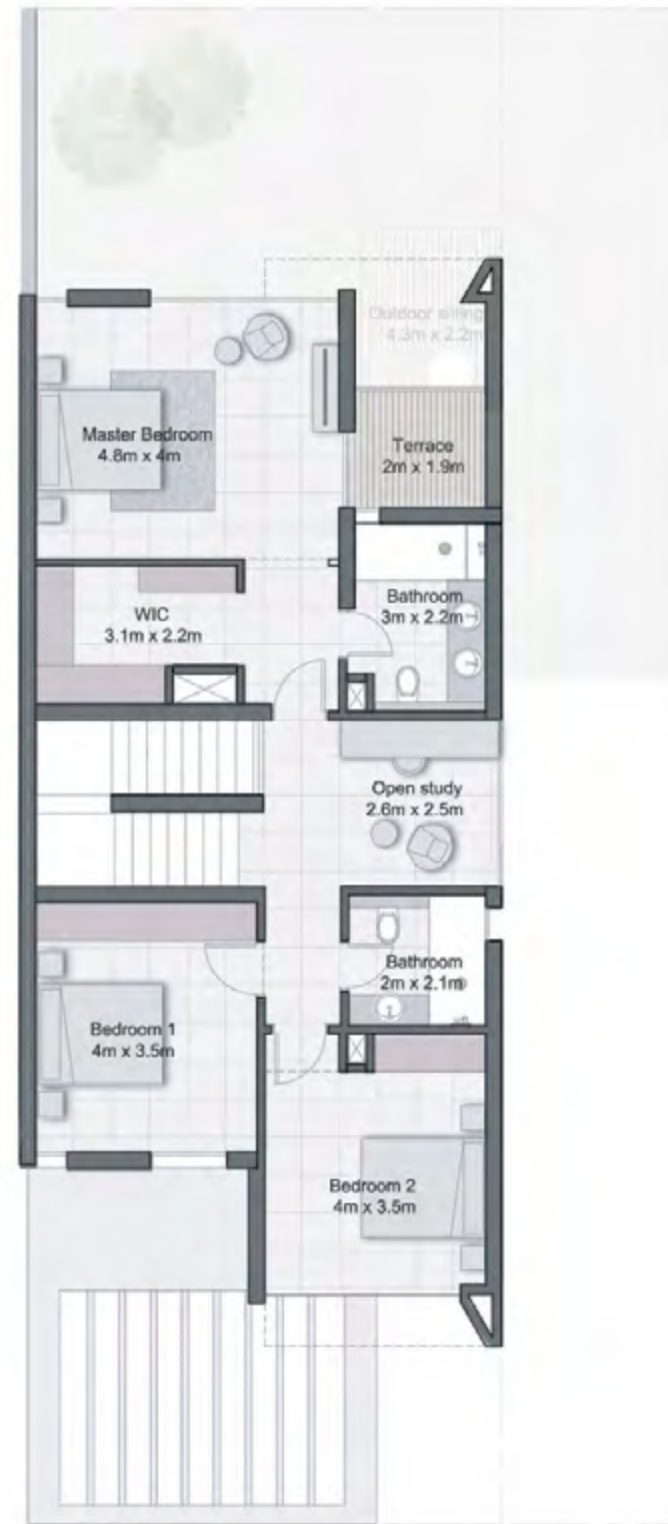 Outdoor sitting
4.3m x 2.2m
Master Bedroom
4.8m x 4m
Terrace
2m x 1.9m
Bathroom
3m x 2.2m
WIC
3.1m x 2.2m
Open study
2.6m x 2.5m
Bathroom
2m x 2.1m
Bedroom 1
4m x 3.5m
Bedroom 2
4m x 3.5m